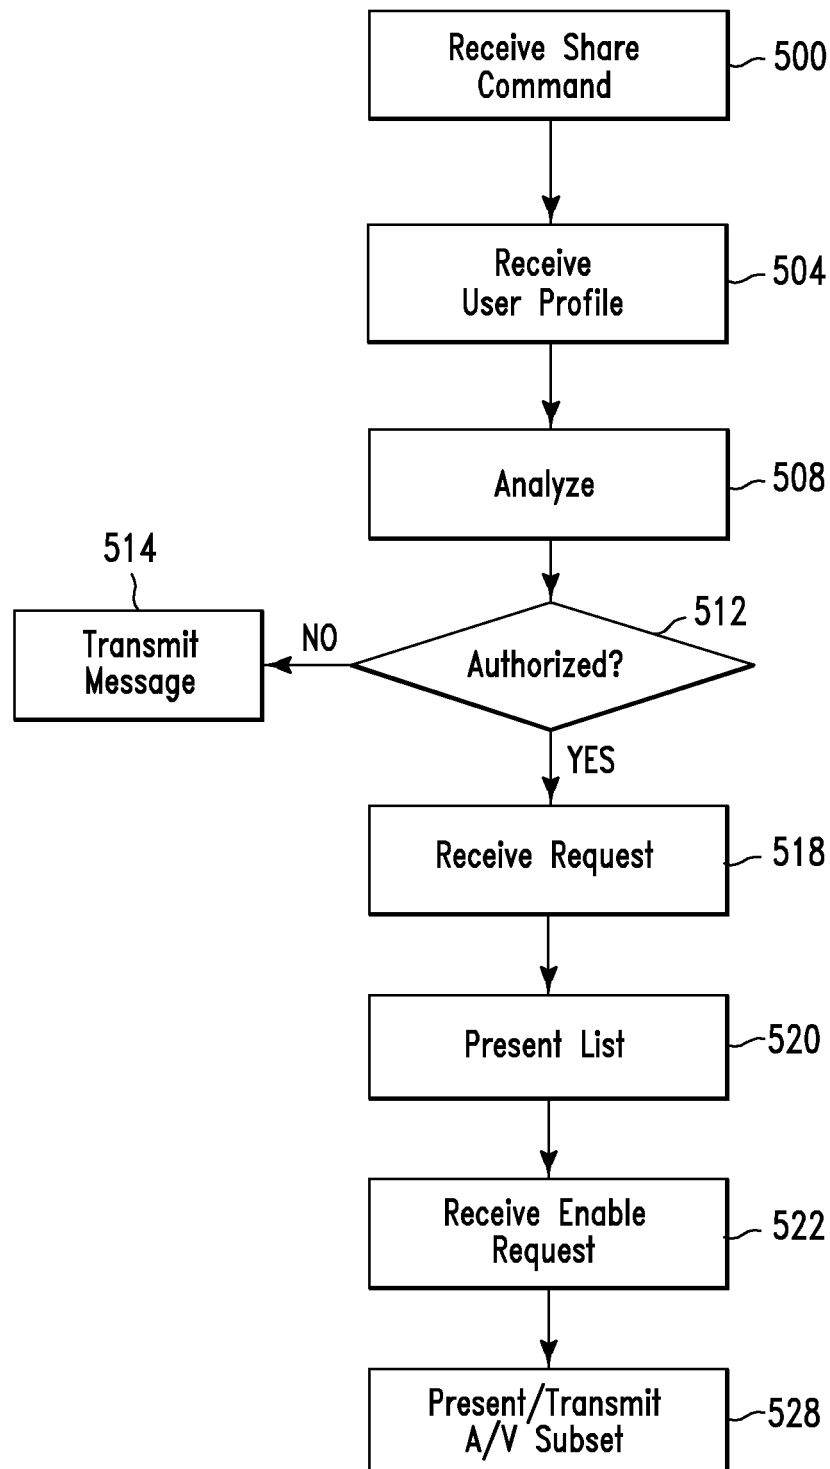 Receive Share
Command
500
Receive
User Profile
504
Analyze
508
514
Transmit
Message
NO
Authorized?
512
YES
Receive Request
518
Present List
520
Receive Enable
Request
522
Present/Transmit
A/V Subset
528